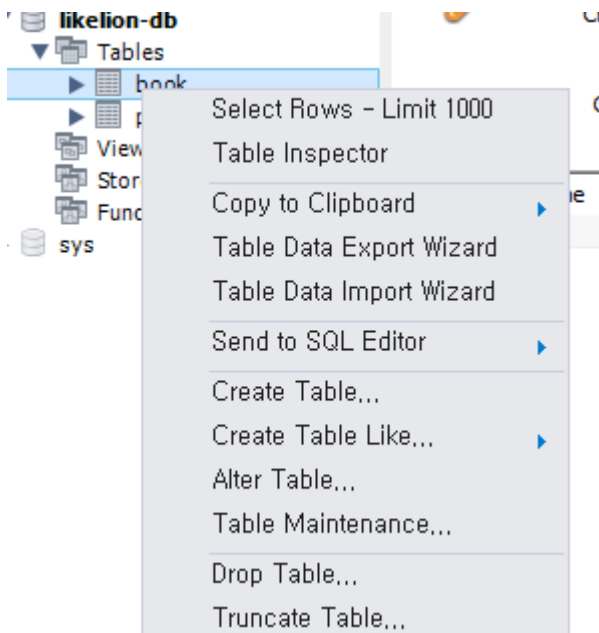 likelion-db
Tables
book
Select Rows - Limit 1000
Table Inspector
Copy to Clipboard
Table Data Export Wizard
Table Data Import Wizard
sys
Send to SQL Editor
Create Table...
Create Table Like...
Alter Table...
Table Maintenance...
Drop Table...
Truncate Table...